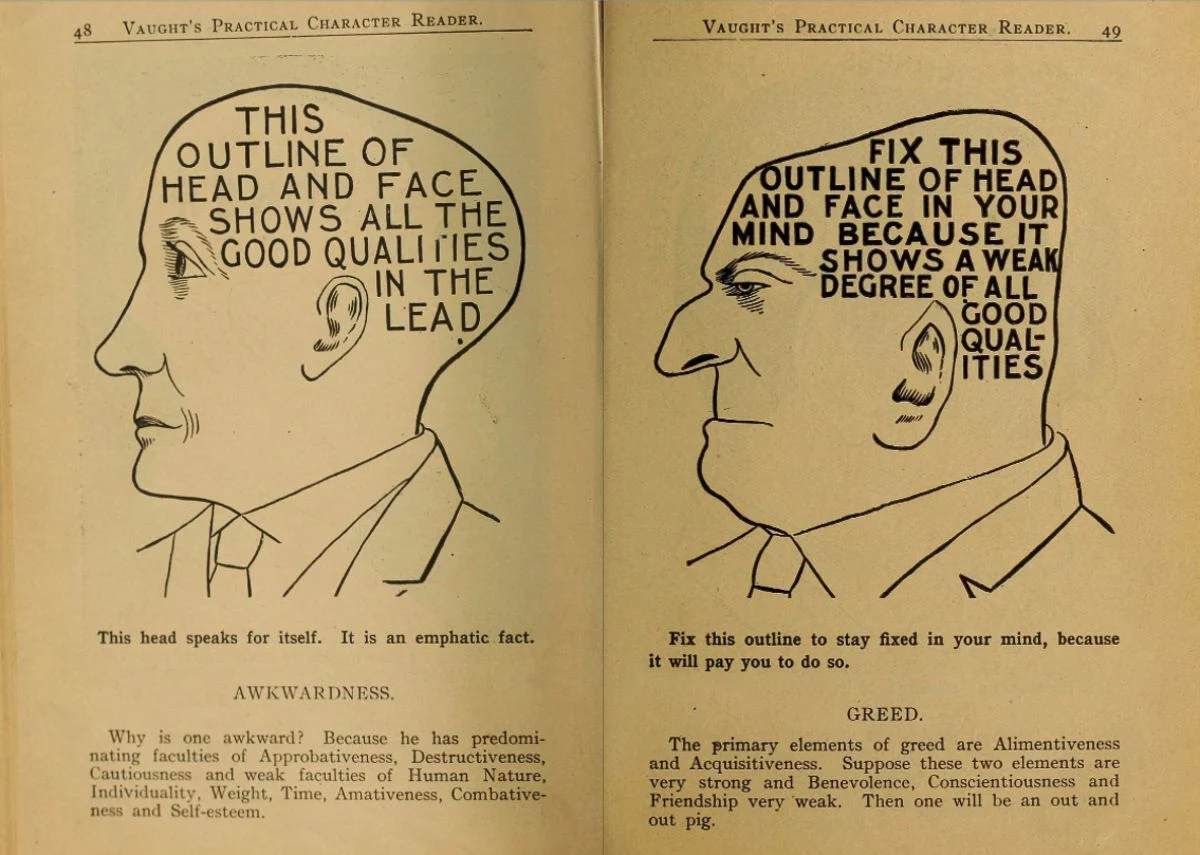 48 VAUGHT'S PRACTICAL CHARACTER READER.
THIS
OUTLINE OF
HEAD AND FACE
SHOWS ALL THE
GOOD QUALITIES
IN THE
LEAD
This head speaks for itself. It is an emphatic fact.
AWKWARDNESS.
Why is one awkward? Because he has predomi-
nating faculties of Approbativeness, Destructiveness,
Cautiousness and weak faculties of Human Nature,
Individuality, Weight, Time, Amativeness, Combative-
ness and Self-esteem.
VAUGHT'S PRACTICAL CHARACTER READER. 49
FIX THIS
OUTLINE OF HEAD
AND FACE IN YOUR
MIND BECAUSE IT
SHOWS A WEAK
DEGREE OF ALL
GOOD
QUAL-
ITIES
Fix this outline to stay fixed in your mind, because
it will pay you to do so.
GREED.
The primary elements of greed are Alimentiveness
and Acquisitiveness. Suppose these two elements are
very strong and Benevolence, Conscientiousness and
Friendship very weak. Then one will be an out and
out pig.